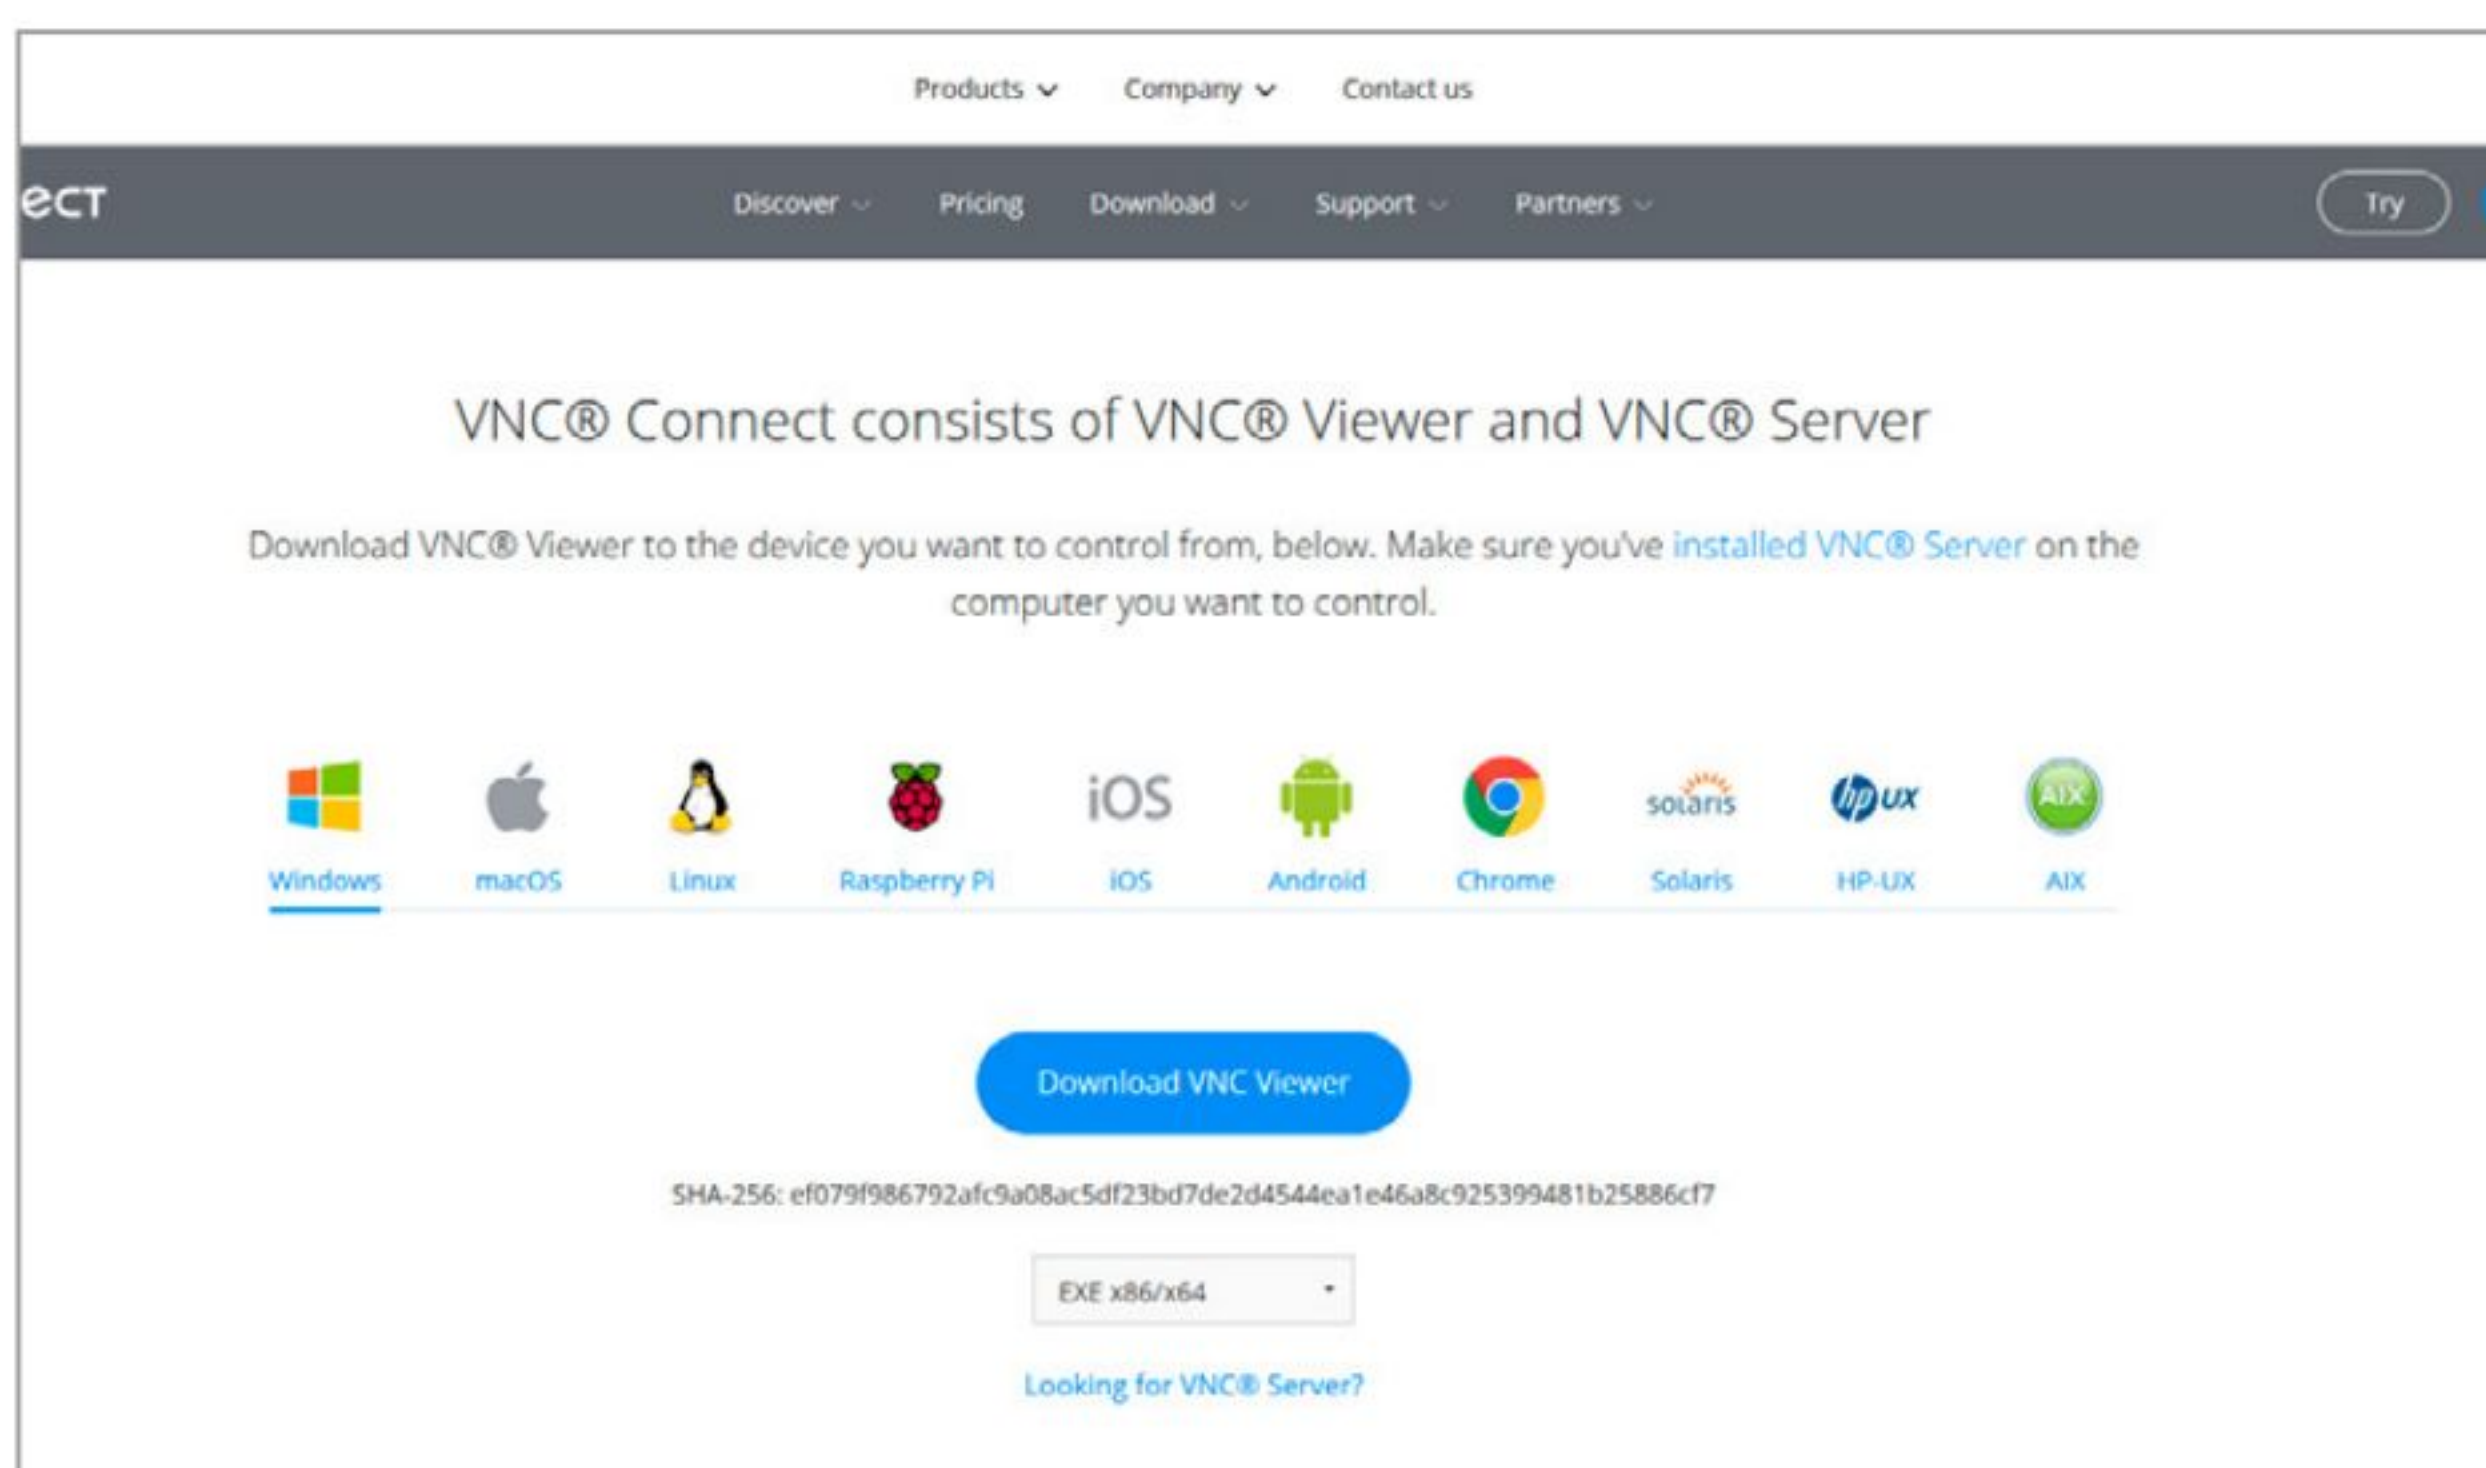 Products Company Contact us
ect Discover Pricing Download Support Partners Try
VNC® Connect consists of VNC® Viewer and VNC® Server
Download VNC® Viewer to the device you want to control from, below. Make sure you've installed VNC® Server on the
computer you want to control.
iOS solaris hp ux AIX
Windows macOS Linux Raspberry Pi iOS Android Chrome Solaris HP-UX AIX
Download VNC Viewer
SHA-256: ef079f986792afc9a08ac5df23bd7de2d4544ea1e46a8c925399481b25886cf7
EXE x86/x64
Looking for VNC® Server?